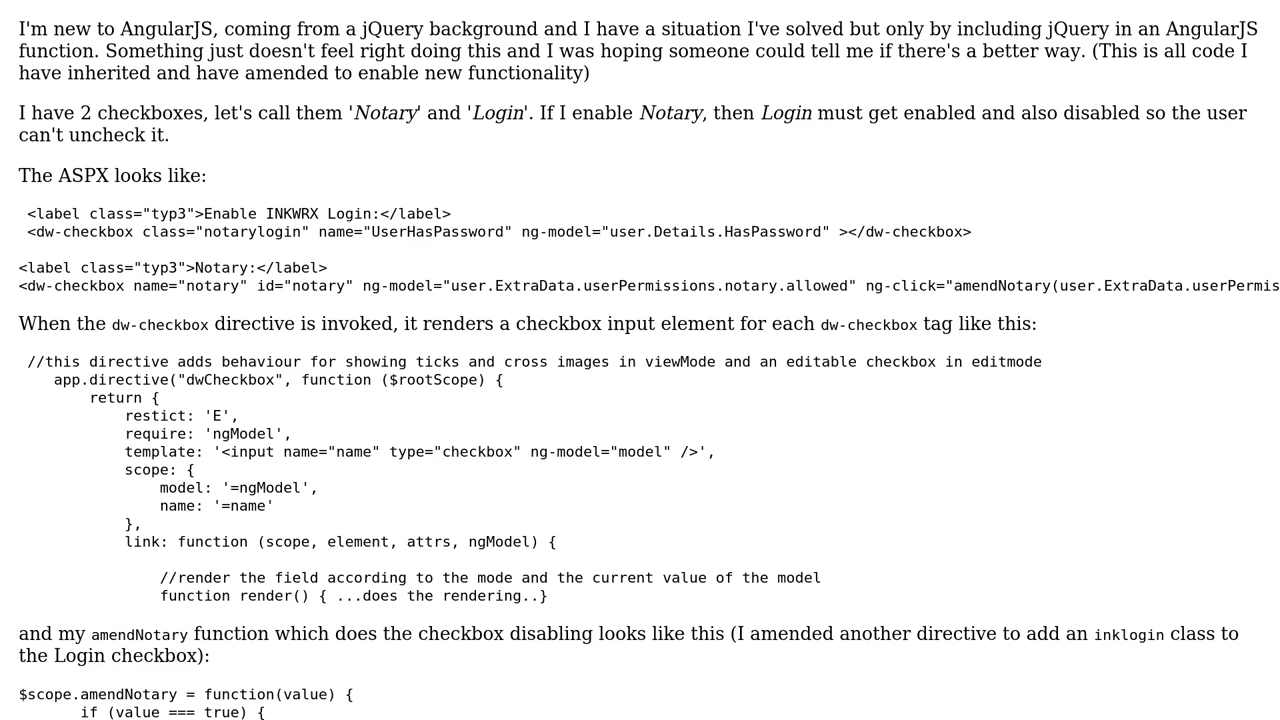 I'm new to AngularJS, coming from a jQuery background and I have a situation I've solved but only by including jQuery in an AngularJS
function. Something just doesn't feel right doing this and I was hoping someone could tell me if there's a better way. (This is all code I
have inherited and have amended to enable new functionality)
I have 2 checkboxes, let's call them 'Notary' and 'Login'. If I enable Notary, then Login must get enabled and also disabled so the user
can't uncheck it.
The ASPX looks like:
<label class="typ3">Enable INKWRX Login:</label>
<dw-checkbox class="notarylogin" name="UserHasPassword" ng-model="user.Details.HasPassword" ></dw-checkbox>
<label class="typ3">Notary:</label>
<dw-checkbox name="notary" id="notary" ng-model="user.ExtraData.userPermissions.notary.allowed" ng-click="amendNotary(user.ExtraData.userPermis
When the dw-checkbox directive is invoked, it renders a checkbox input element for each dw-checkbox tag like this:
//this directive adds behaviour for showing ticks and cross images in viewMode and an editable checkbox in editmode
app.directive("dwCheckbox", function ($rootScope) {
return {
restict: 'E',
require: 'ngModel',
template: '<input name="name" type="checkbox" ng-model="model" />',
scope: {
model: '=ngModel',
name: '=name'
},
link: function (scope, element, attrs, ngModel) {
//render the field according to the mode and the current value of the model
function render() { ...does the rendering..}
and my amendNotary function which does the checkbox disabling looks like this (I amended another directive to add an inklogin class to
the Login checkbox):
$scope.amendNotary = function(value) {
if (value === true) {